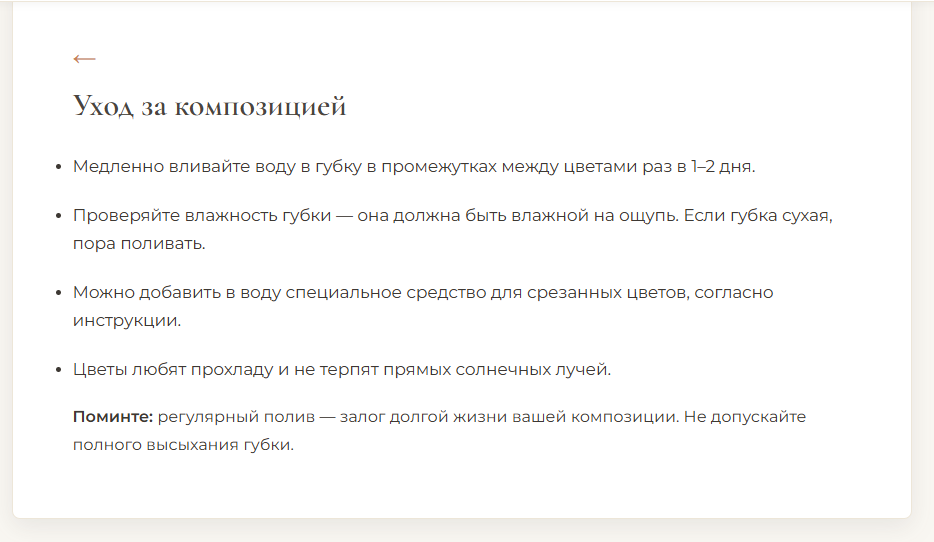 ←
Уход за композицией
• Медленно вливайте воду в губку в промежутках между цветами раз в 1–2 дня.
• Проверяйте влажность губки — она должна быть влажной на ощупь. Если губка сухая,
пора поливать.
• Можно добавить в воду специальное средство для срезанных цветов, согласно
инструкции.
• Цветы любят прохладу и не терпят прямых солнечных лучей.
Поминте: регулярный полив — залог долгой жизни вашей композиции. Не допускайте
полного высыхания губки.